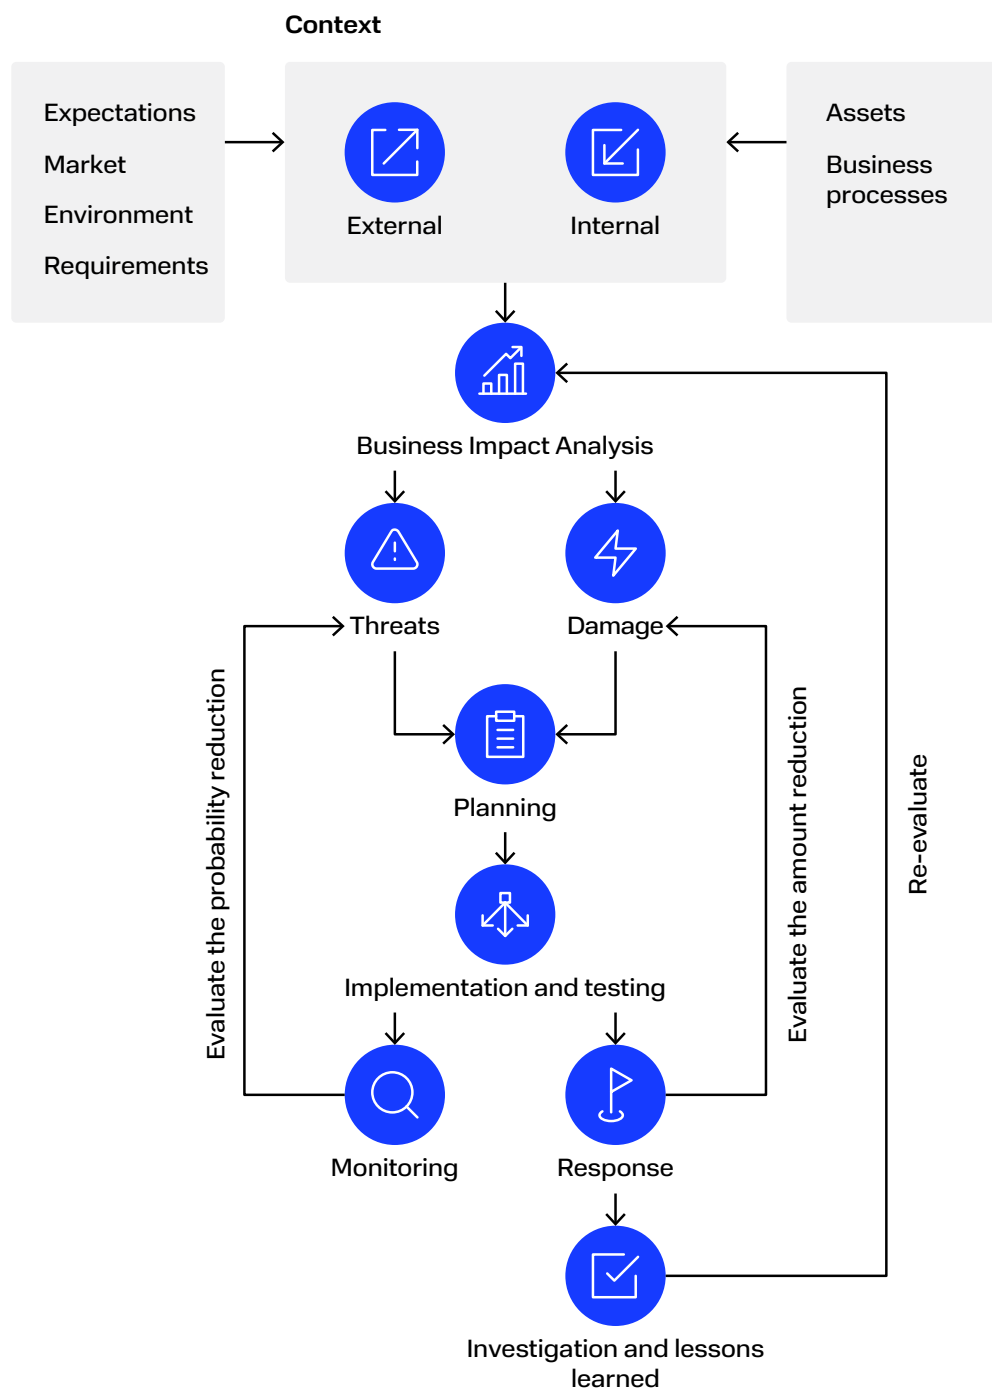 Context
Expectations
Market
Environment
Requirements
External
Internal
Assets
Business
processes
Business Impact Analysis
Threats
Damage
Evaluate the probability reduction
Evaluate the amount reduction
Re-evaluate
Planning
Implementation and testing
Monitoring
Response
Investigation and lessons
learned